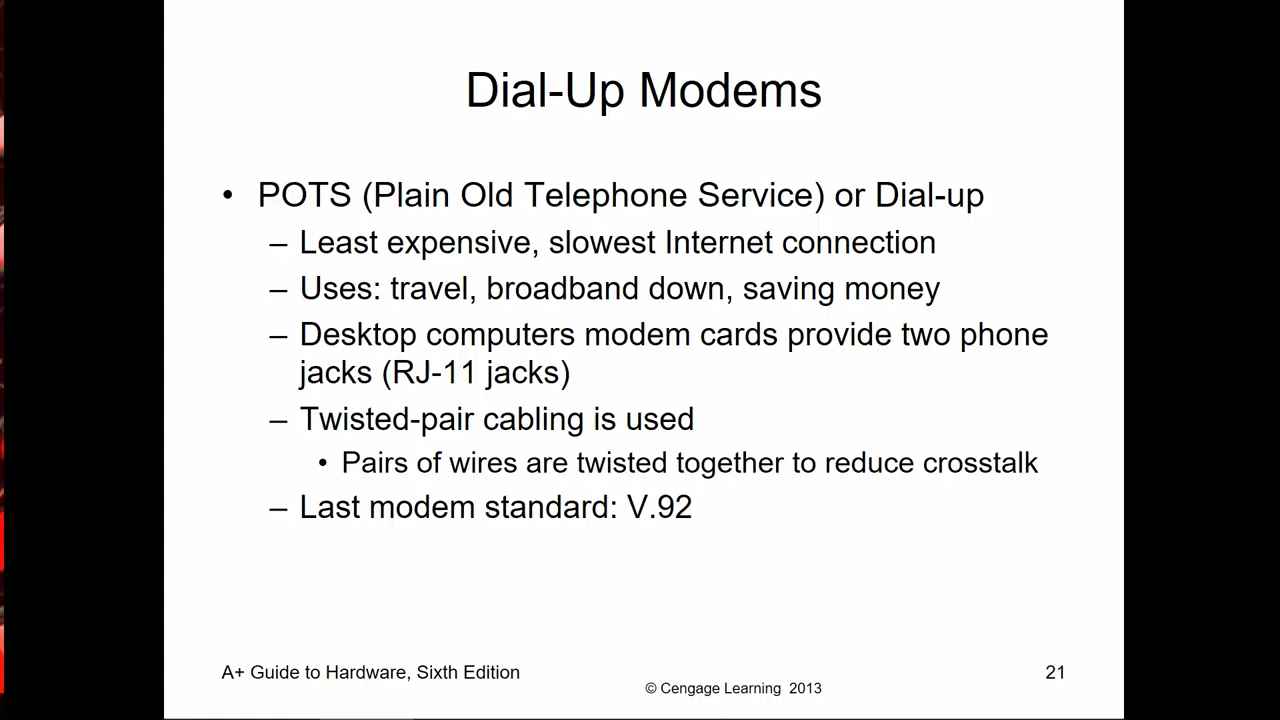 Dial-Up Modems
• POTS (Plain Old Telephone Service) or Dial-up
– Least expensive, slowest Internet connection
– Uses: travel, broadband down, saving money
– Desktop computers modem cards provide two phone
jacks (RJ-11 jacks)
– Twisted-pair cabling is used
• Pairs of wires are twisted together to reduce crosstalk
– Last modem standard: V.92
A+ Guide to Hardware, Sixth Edition
21
© Cengage Learning 2013